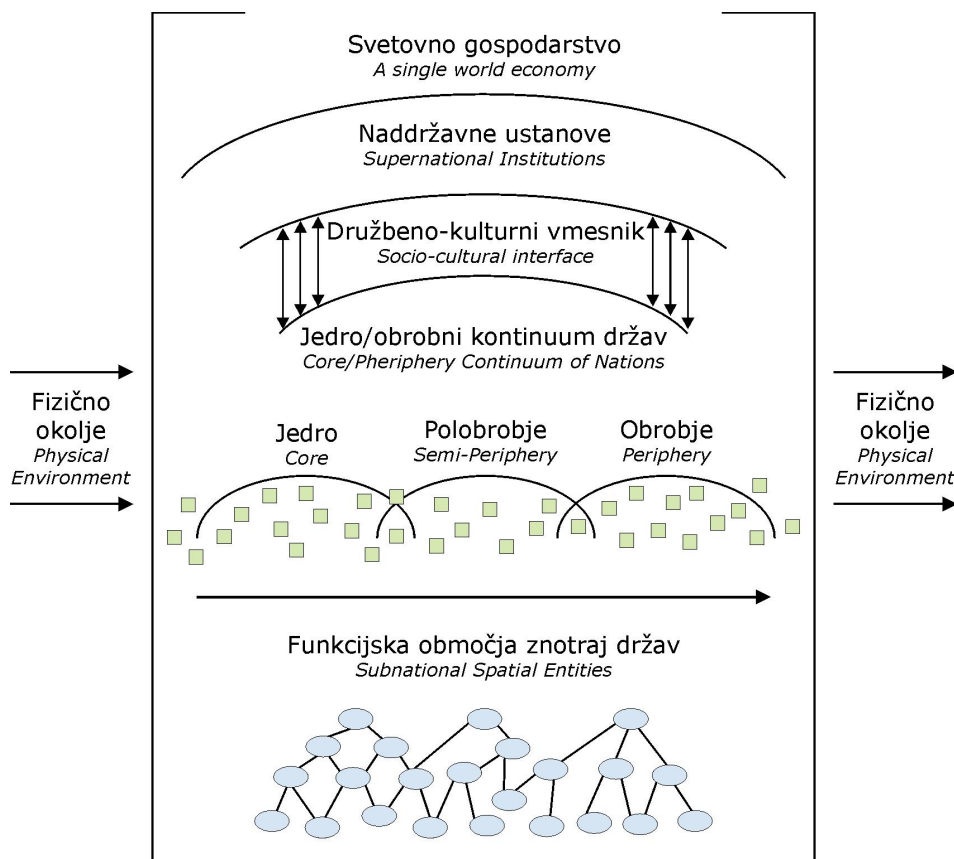 Svetovno gospodarstvo
A single world economy
Naddržavne ustanove
Supernational Institutions
Družbeno-kulturni vmesnik
Socio-cultural interface
Jedro/obrobni kontinuum držav
Core/Pheriphery Continuum of Nations
Fizično
okolje
Physical
Environment
Jedro
Core
Polobrobje
Semi-Periphery
Obrobje
Periphery
Fizično
okolje
Physical
Environment
Funkcijska območja znotraj držav
Subnational Spatial Entities